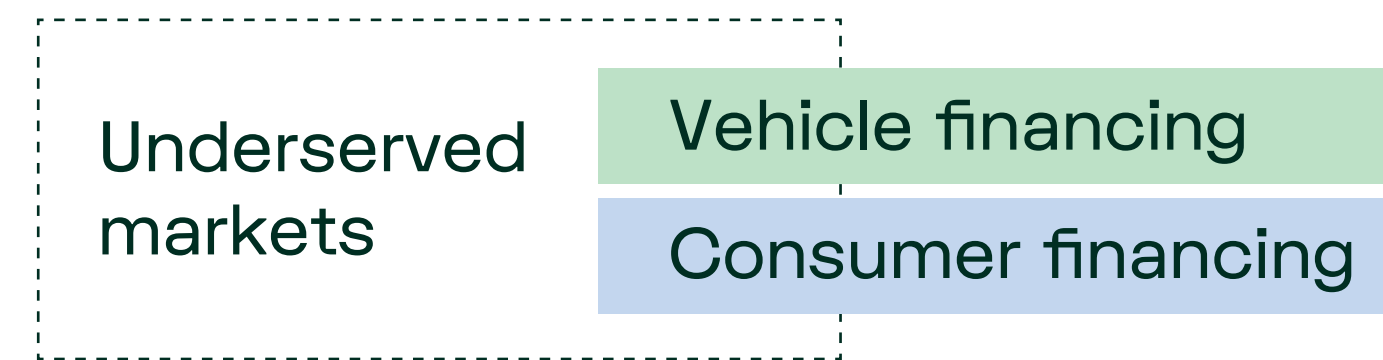 Underserved
markets
Vehicle financing
Consumer financing